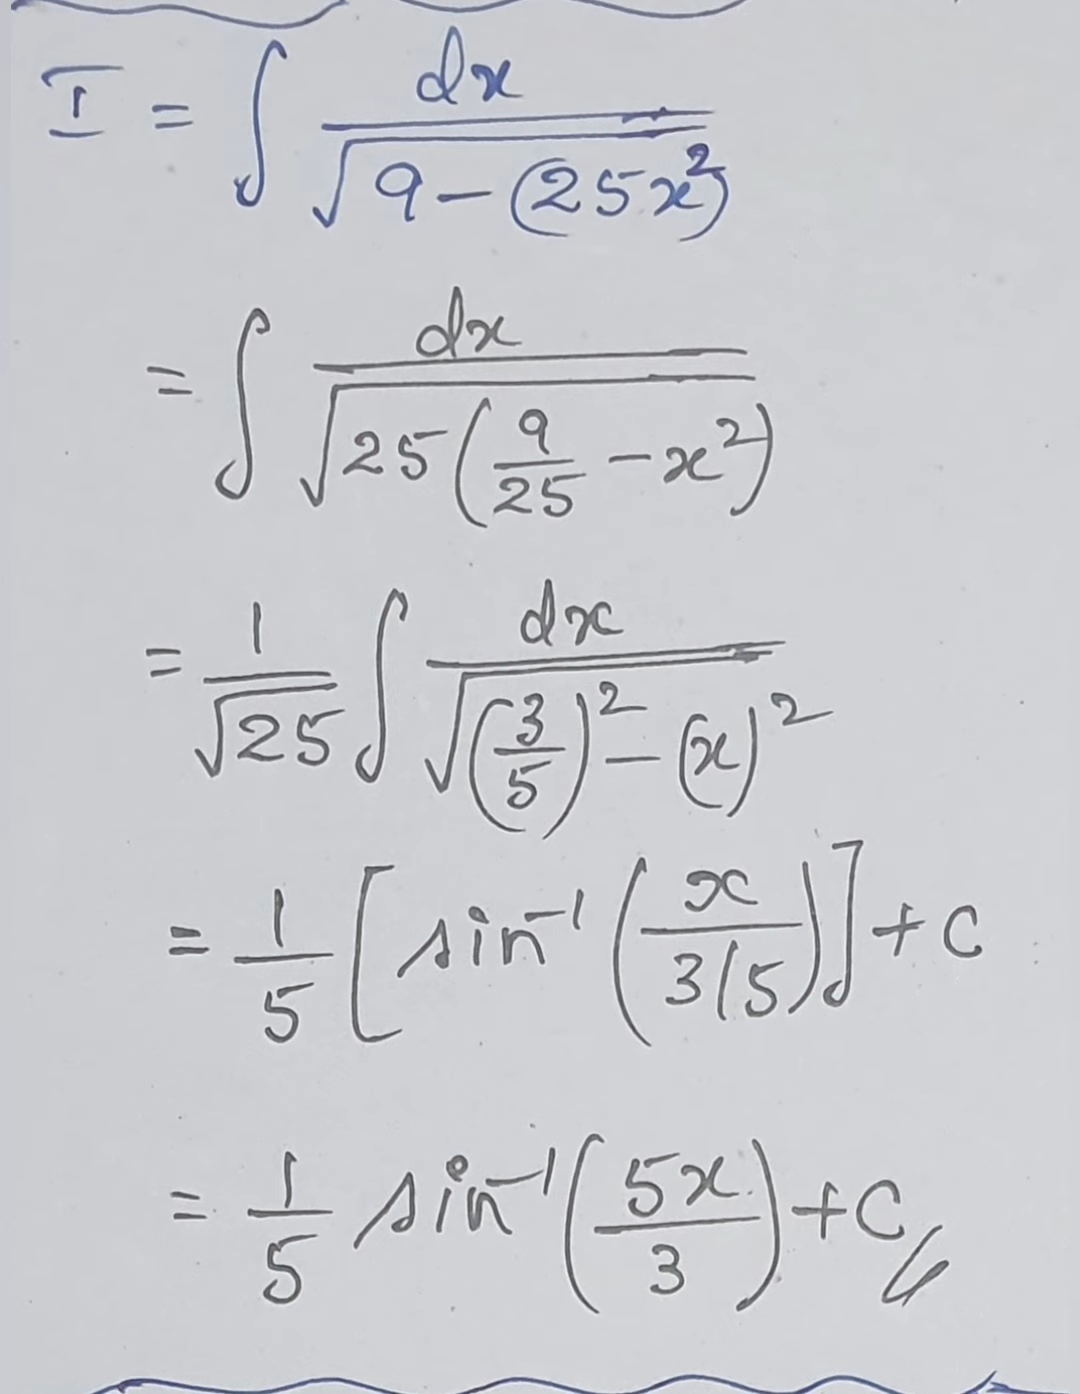 I = ∫ dx / √(9 − (25x²)
= ∫ dx / √(25(9/25 − x²))
= 1/√25 ∫ dx / √((3/5)² − (x)²)
= 1/5 [sin⁻¹(x / 3/5)] + c
= 1/5 sin⁻¹(5x/3) + C//